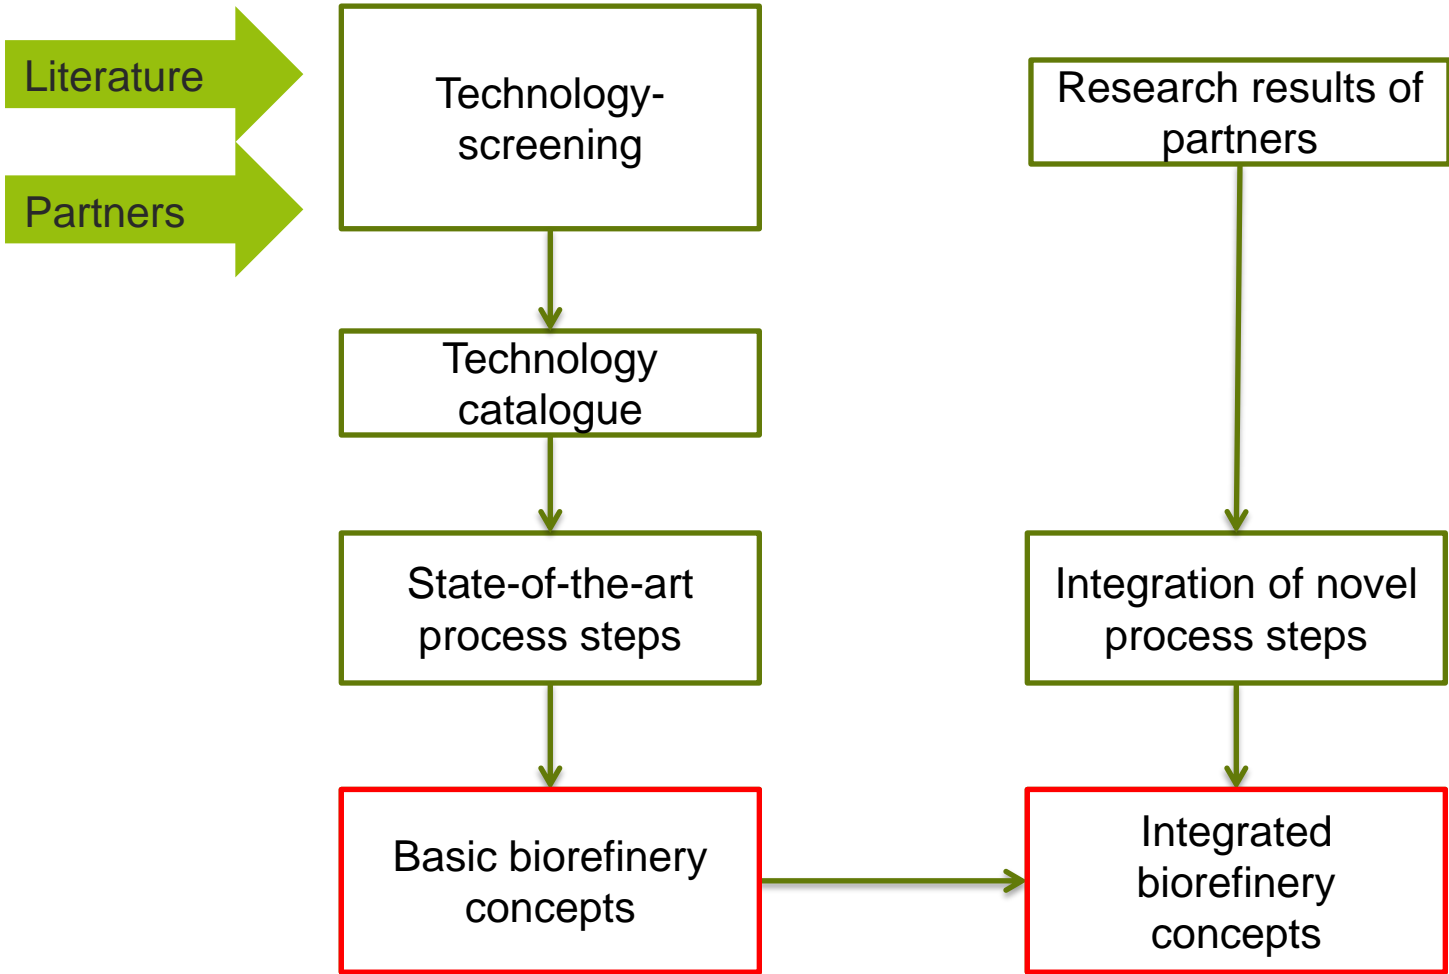 Literature
Partners
Technology-
screening
Technology
catalogue
State-of-the-art
process steps
Basic biorefinery
concepts
Research results of
partners
Integration of novel
process steps
Integrated
biorefinery
concepts